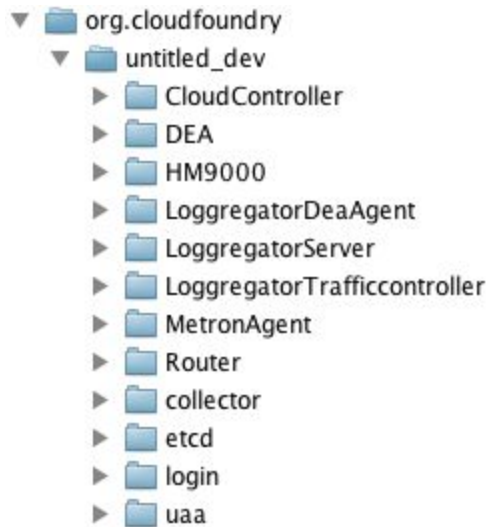 org.cloudfoundry
untitled_dev
CloudController
DEA
HM9000
LoggregatorDeaAgent
LoggregatorServer
LoggregatorTrafficcontroller
MetronAgent
Router
collector
etcd
login
uaa